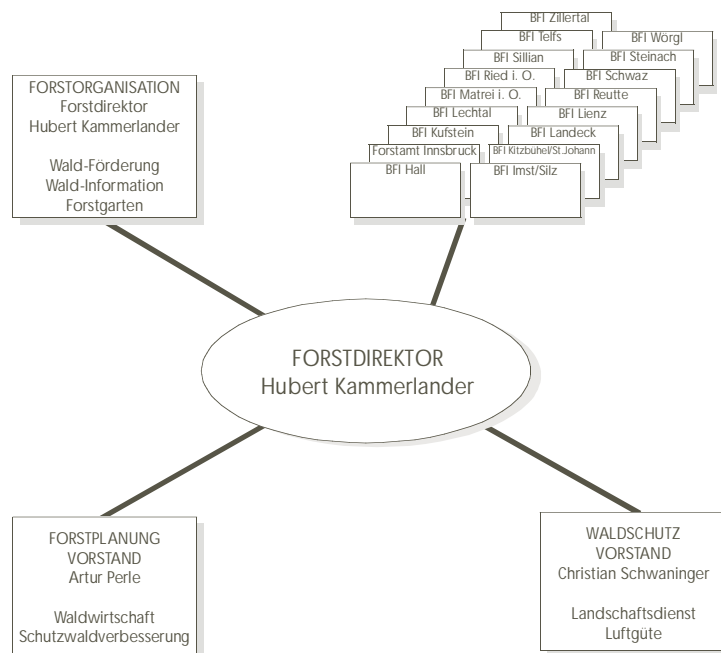 FORSTORGANISATION
Forstdirektor
Hubert Kammerlander
Wald-Förderung
Wald-Information
Forstgarten
BFI Zillertal
BFI Telfs
BFI Sillian
BFI Ried i. O.
BFI Matrei i. O.
BFI Lechtal
BFI Kufstein
Forstamt Innsbruck
BFI Hall
BFI Wörgl
BFI Steinach
BFI Schwaz
BFI Reutte
BFI Lienz
BFI Landeck
BFI Kitzbühel/St.Johann
BFI Imst/Silz
FORSTDIREKTOR
Hubert Kammerlander
FORSTPLANUNG
VORSTAND
Artur Perle
Waldwirtschaft
Schutzwaldverbesserung
WALDSCHUTZ
VORSTAND
Christian Schwaninger
Landschaftsdienst
Luftgüte